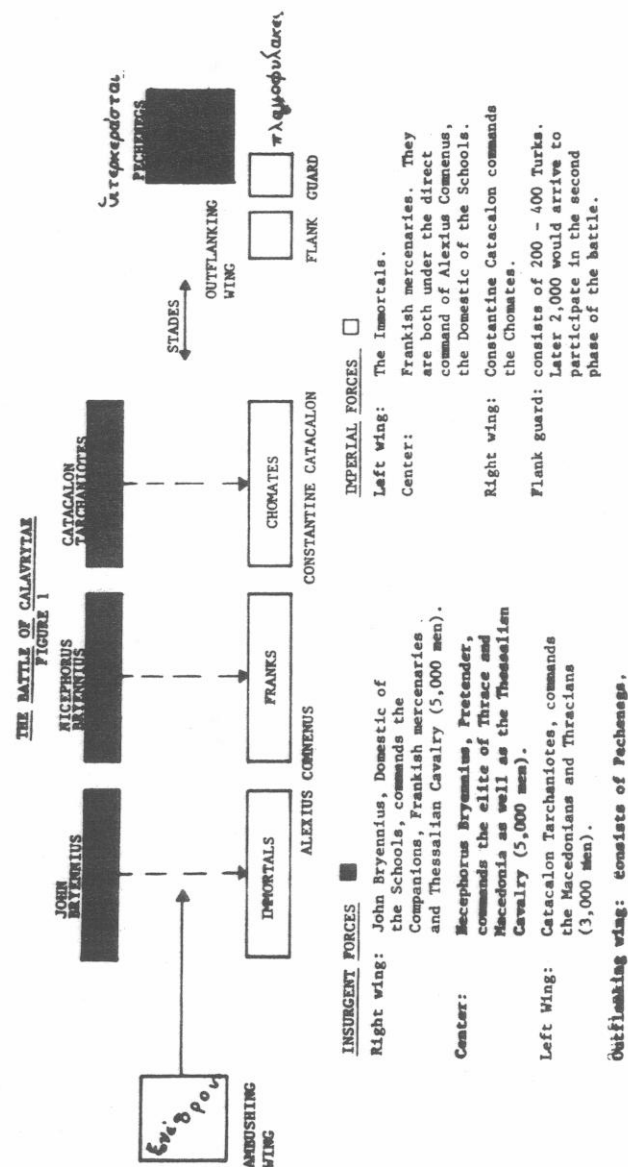 THE BATTLE OF CALAVRYTAE
FIGURE 1
JOHN
BRYENNIUS
NICEPHORUS
BRYENNIUS
CATACALON
TARCHANIOTES
ὑπερκεράσται
PECHENEGS
STADES
OUTFLANKING
WING
AMBUSHING
WING
IMMORTALS
FRANKS
CHOMATES
πλαγιοφύλακες
FLANK GUARD
ALEXIUS COMNENUS
CONSTANTINE CATACALON
INSURGENT FORCES
Right wing: John Bryennius, Domestic of
the Schools, commands the
Companions, Frankish mercenaries
and Thessalian Cavalry (5,000 men).
Center: Necephorus Bryennius, Pretender,
commands the elite of Thrace and
Macedonia as well as the Thessalian
Cavalry (5,000 men).
Left Wing: Catacalon Tarchaniotes, commands
the Macedonians and Thracians
(3,000 men).
Outflanking wing: Consists of Pechenegs,
IMPERIAL FORCES
Left wing: The Immortals.
Center: Frankish mercenaries. They
are both under the direct
command of Alexius Comnenus,
the Domestic of the Schools.
Right wing: Constantine Catacalon commands
the Chomates.
Flank guard: consists of 200 - 400 Turks.
Later 2,000 would arrive to
participate in the second
phase of the battle.